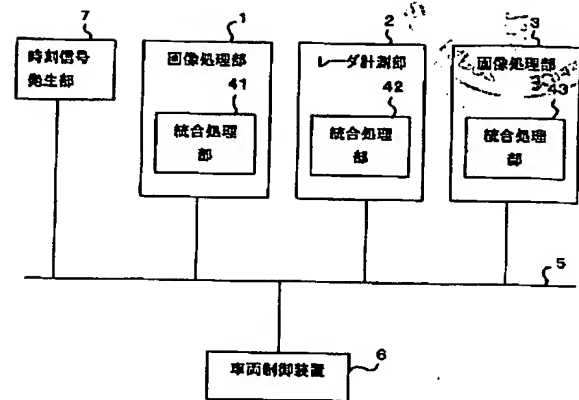 7
時刻信号
発生部
1
画像処理部
41
統合処理
部
2
レーダ計測部
42
統合処理
部
3
画像処理部
43
統合処理
部
5
車両制御装置
6